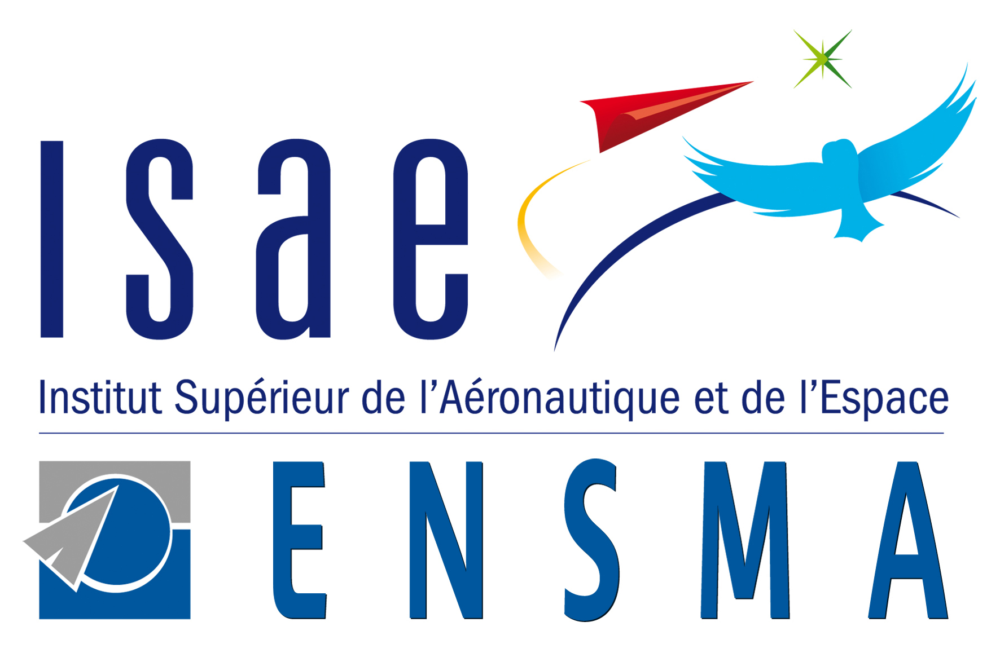 isae
Institut Supérieur de l'Aéronautique et de l'Espace
ENSMA